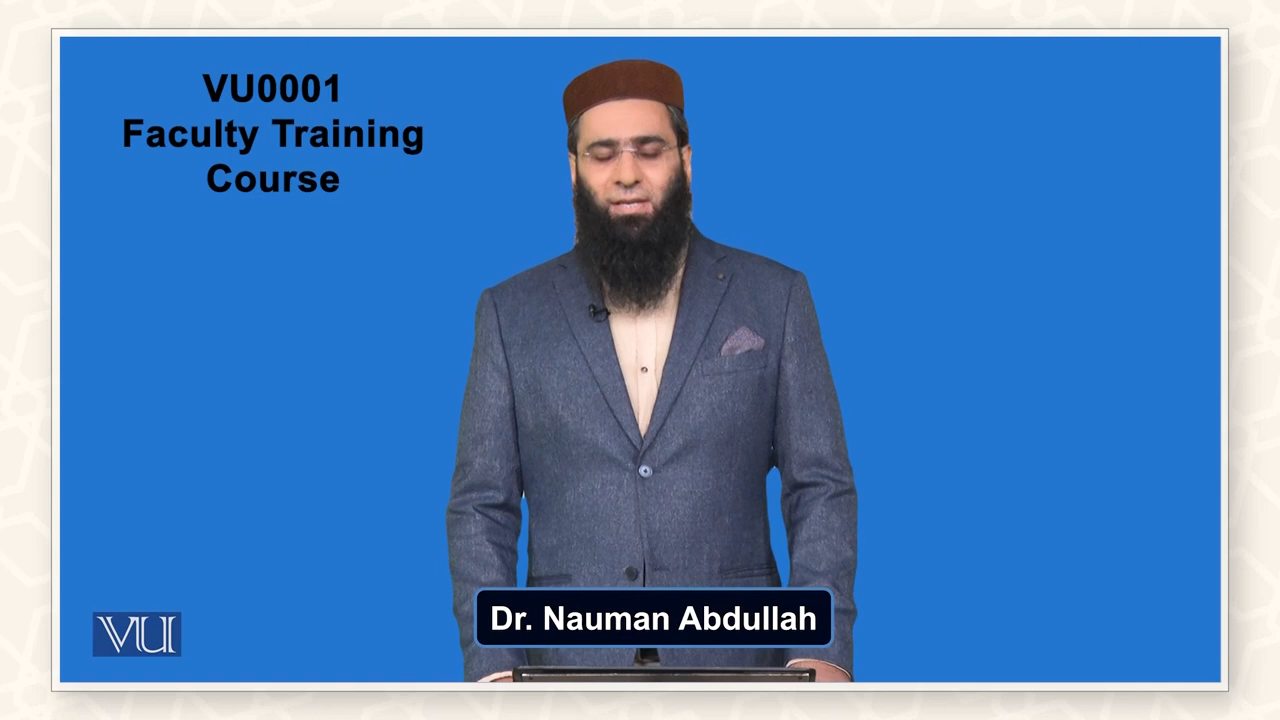 VU0001
Faculty Training
Course
Dr. Nauman Abdullah
VU